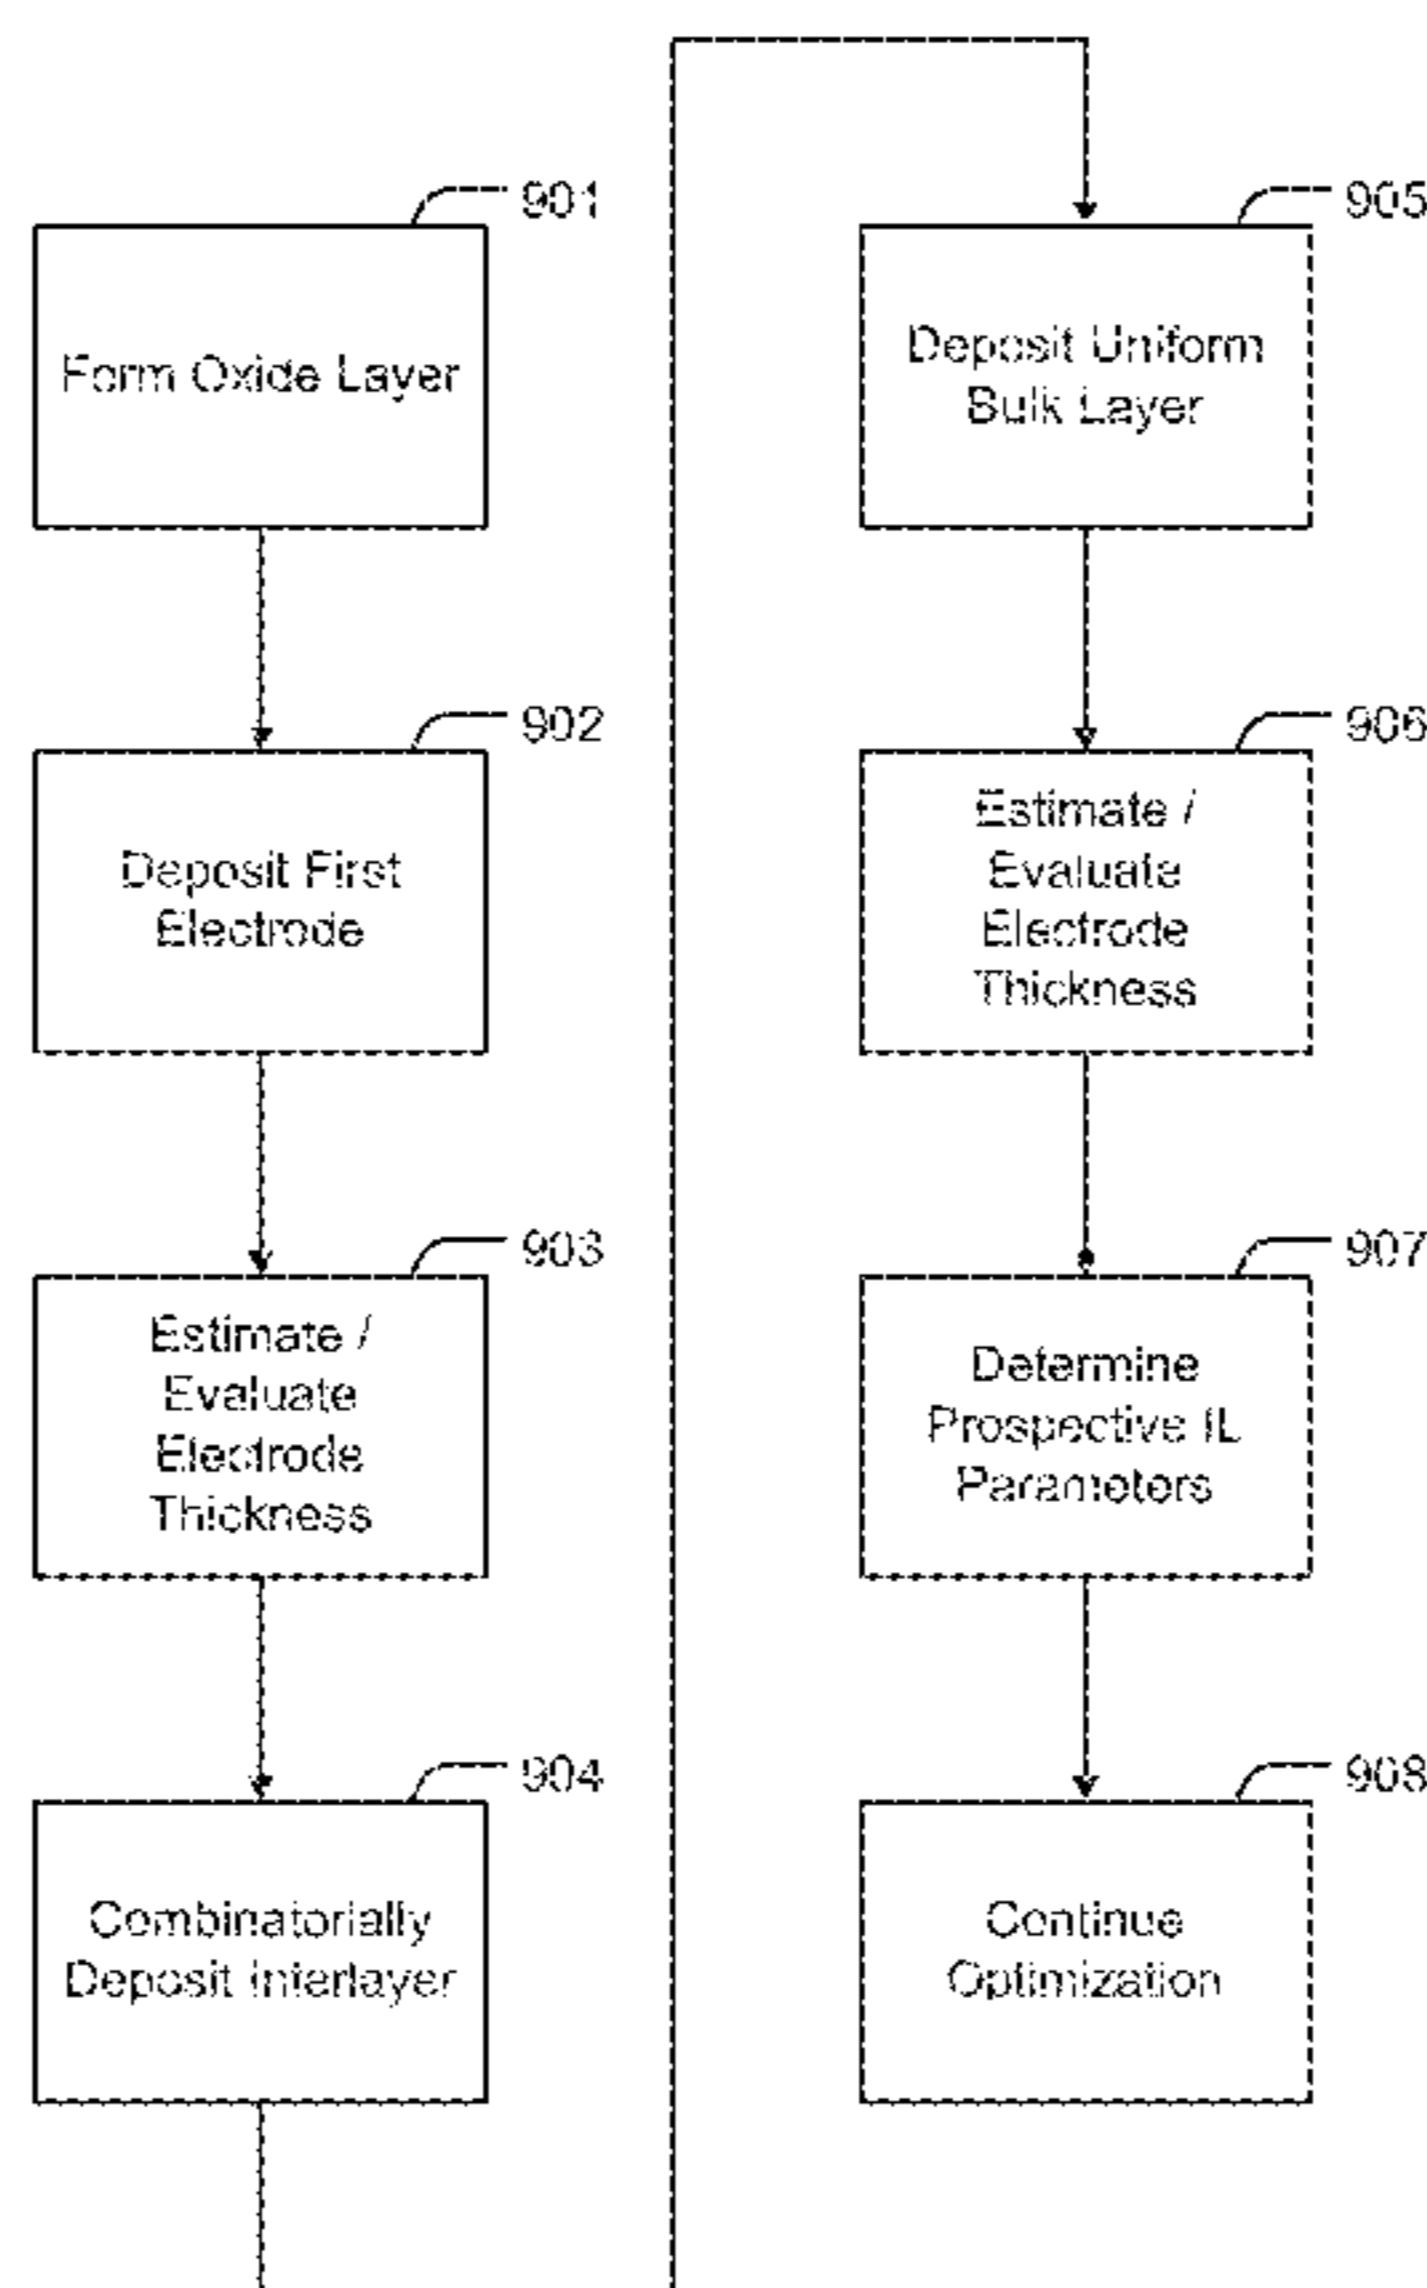 901
Form Oxide Layer
902
Deposit First
Electrode
903
Estimate /
Evaluate
Electrode
Thickness
904
Combinatorially
Deposit Interlayer
905
Deposit Uniform
Bulk Layer
906
Estimate /
Evaluate
Electrode
Thickness
907
Determine
Prospective IL
Parameters
908
Continue
Optimization